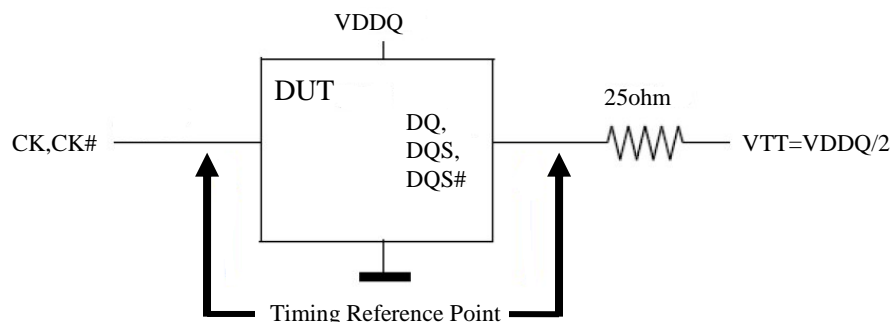 VDDQ
DUT
25ohm
DQ,
DQS,
DQS#
CK,CK#
VTT=VDDQ/2
Timing Reference Point